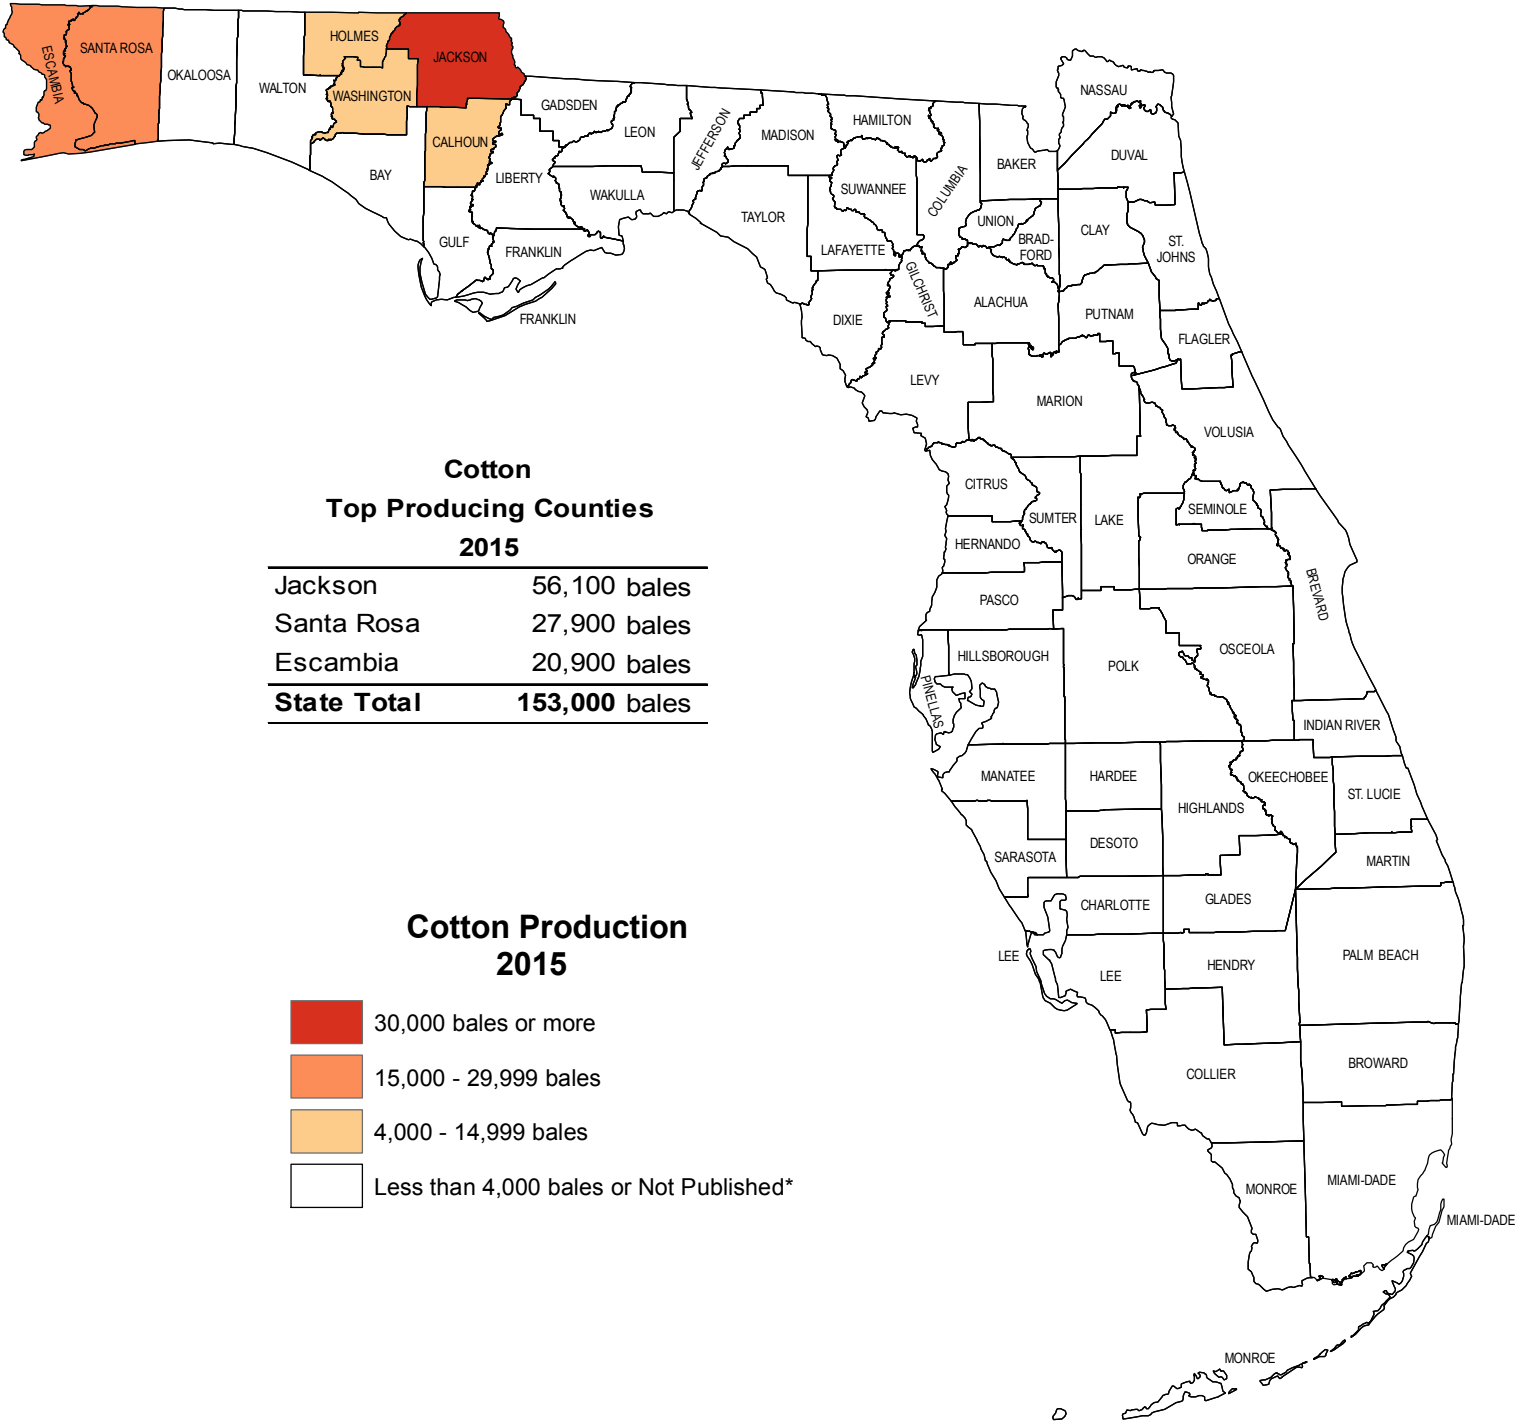 HOLMES
JACKSON
SANTA ROSA
ESCAMBIA
OKALOOSA
WALTON
WASHINGTON
CALHOUN
BAY
GULF
LIBERTY
GADSDEN
LEON
WAKULLA
FRANKLIN
FRANKLIN
JEFFERSON
MADISON
TAYLOR
HAMILTON
SUWANNEE
LAFAYETTE
DIXIE
COLUMBIA
GILCHRIST
BAKER
UNION
BRAD-
FORD
ALACHUA
NASSAU
DUVAL
CLAY
ST.
JOHNS
PUTNAM
FLAGLER
LEVY
MARION
VOLUSIA
CITRUS
SUMTER
LAKE
SEMINOLE
HERNANDO
ORANGE
PASCO
BREVARD
HILLSBOROUGH
PINELLAS
POLK
OSCEOLA
INDIAN RIVER
MANATEE
HARDEE
HIGHLANDS
OKEECHOBEE
ST. LUCIE
SARASOTA
DESOTO
MARTIN
CHARLOTTE
GLADES
LEE
LEE
HENDRY
PALM BEACH
COLLIER
BROWARD
MONROE
MIAMI-DADE
MIAMI-DADE
MONROE
Cotton
Top Producing Counties
2015
Jackson 56,100 bales
Santa Rosa 27,900 bales
Escambia 20,900 bales
State Total 153,000 bales
Cotton Production
2015
30,000 bales or more
15,000 - 29,999 bales
4,000 - 14,999 bales
Less than 4,000 bales or Not Published*